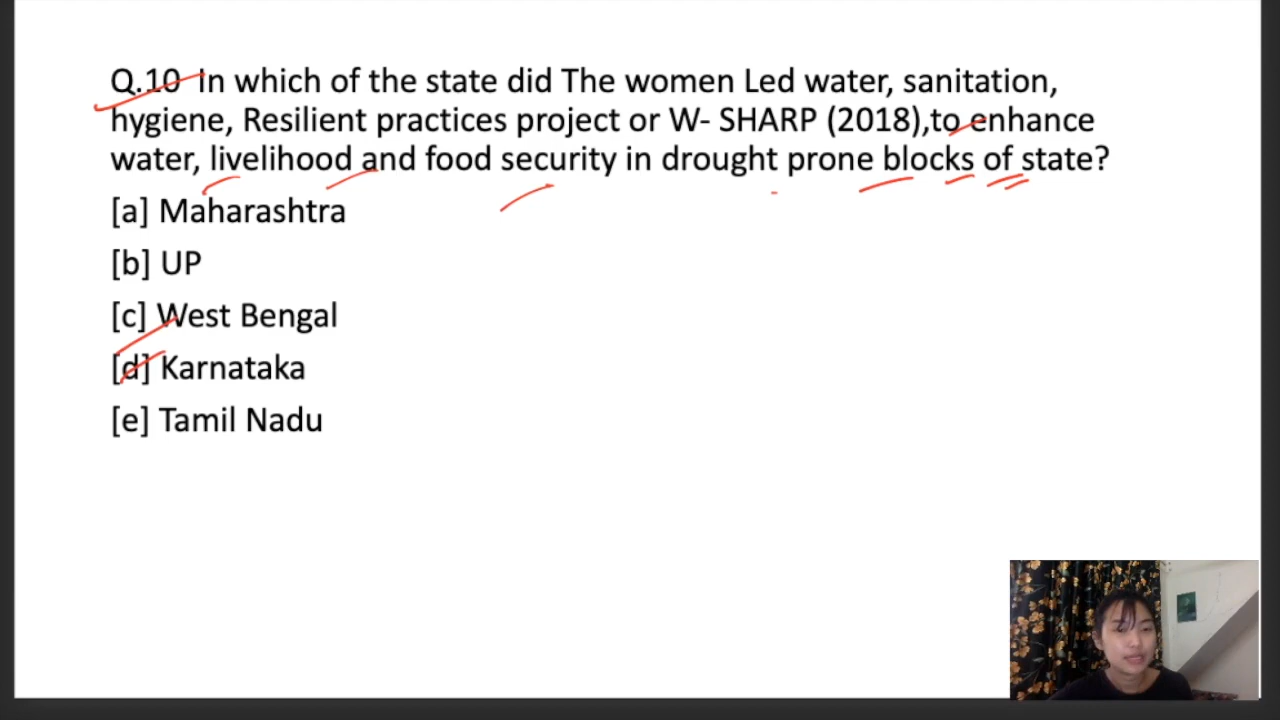 Q.10 In which of the state did The women Led water, sanitation,
hygiene, Resilient practices project or W- SHARP (2018),to enhance
water, livelihood and food security in drought prone blocks of state?
[a] Maharashtra
[b] UP
[c] West Bengal
[d] Karnataka
[e] Tamil Nadu